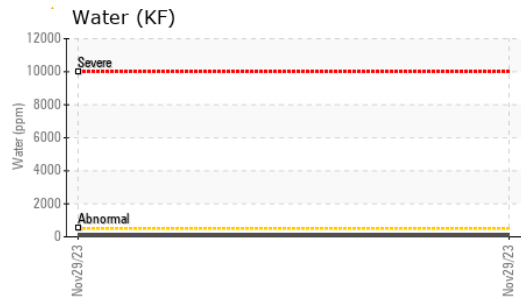 Water (KF)
12000
Severe
10000
8000
Water (ppm)
6000
4000
2000
Abnormal
0
Nov29/23
Nov29/23